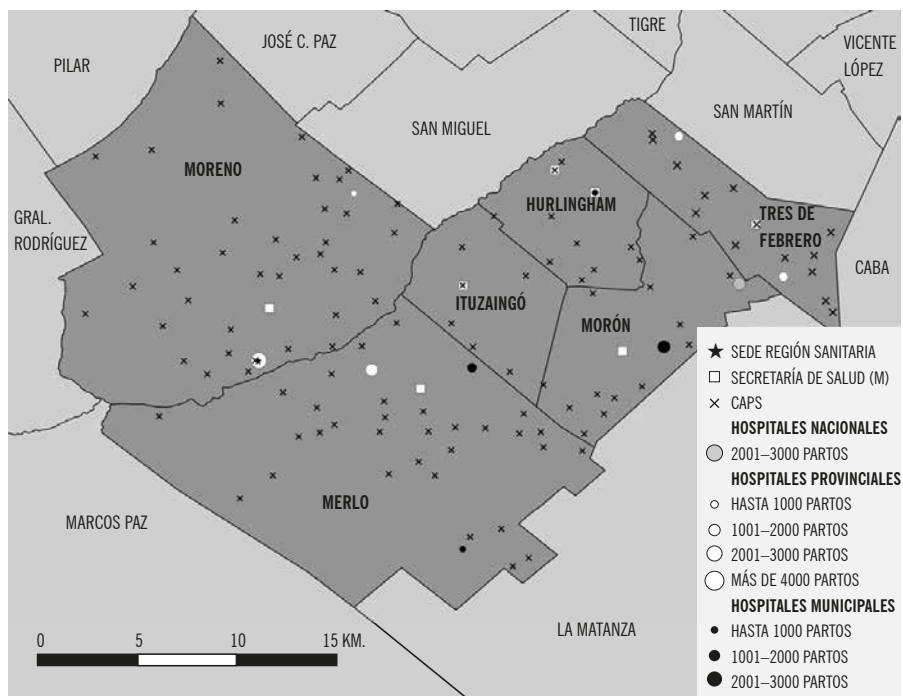 TIGRE
JOSÉ C. PAZ
VICENTE
LÓPEZ
PILAR
SAN MARTÍN
SAN MIGUEL
MORENO
HURLINGHAM
TRES DE
FEBRERO
GRAL.
RODRÍGUEZ
CABA
ITUZAINGÓ
MORÓN
MERLO
MARCOS PAZ
LA MATANZA
0 5 10 15 KM.
SEDE REGIÓN SANITARIA
SECRETARÍA DE SALUD (M)
CAPS
HOSPITALES NACIONALES
2001–3000 PARTOS
HOSPITALES PROVINCIALES
HASTA 1000 PARTOS
1001–2000 PARTOS
2001–3000 PARTOS
MÁS DE 4000 PARTOS
HOSPITALES MUNICIPALES
HASTA 1000 PARTOS
1001–2000 PARTOS
2001–3000 PARTOS